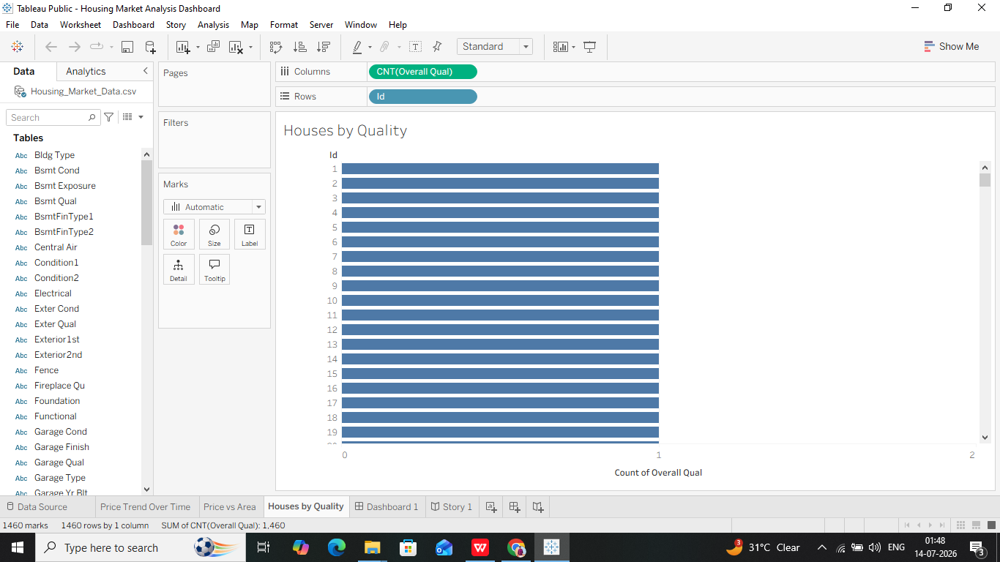 Tableau Public - Housing Market Analysis Dashboard
File Data Worksheet Dashboard Story Analysis Map Format Server Window Help
Standard
Show Me
Data Analytics
Housing_Market_Data.csv
Search
Tables
Abc Bldg Type
Abc Bsmt Cond
Abc Bsmt Exposure
Abc Bsmt Qual
Abc BsmtFinType1
Abc BsmtFinType2
Abc Central Air
Abc Condition1
Abc Condition2
Abc Electrical
Abc Exter Cond
Abc Exter Qual
Abc Exterior1st
Abc Exterior2nd
Abc Fence
Abc Fireplace Qu
Abc Foundation
Abc Functional
Abc Garage Cond
Abc Garage Finish
Abc Garage Qual
Abc Garage Type
Abc Garage Yr Blt
Pages
Filters
Marks
Automatic
Color Size Label
Detail Tooltip
Columns CNT(Overall Qual)
Rows Id
Houses by Quality
Id
1
2
3
4
5
6
7
8
9
10
11
12
13
14
15
16
17
18
19
20
0 1 2
Count of Overall Qual
Data Source Price Trend Over Time Price vs Area Houses by Quality Dashboard 1 Story 1
1460 marks 1460 rows by 1 column SUM of CNT(Overall Qual): 1,460
Type here to search
3
31°C Clear
ENG
01:48
14-07-2026
3